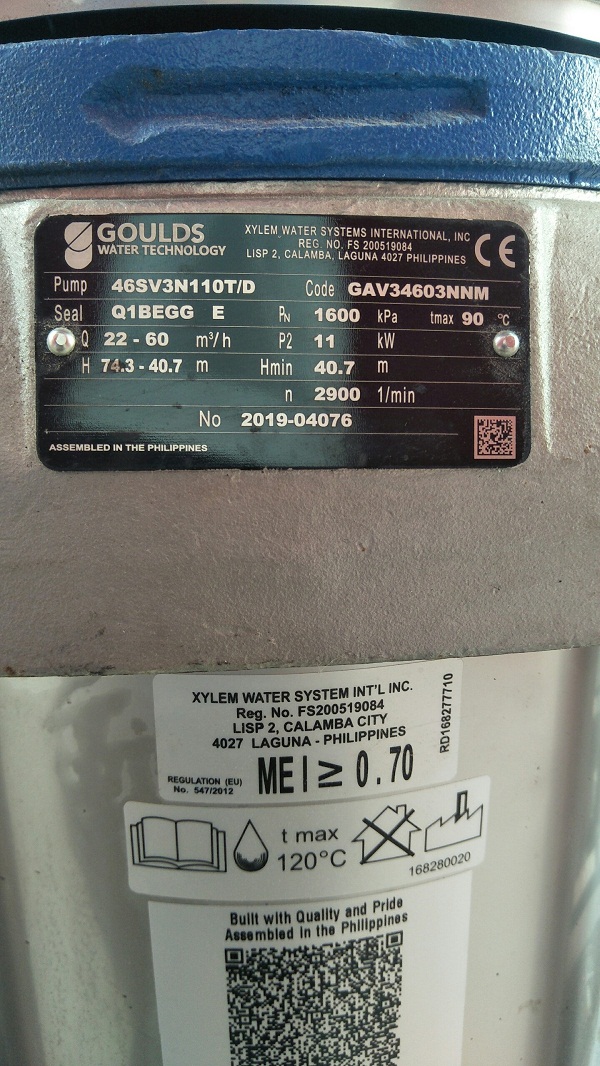 GOULDS
WATER TECHNOLOGY
XYLEM WATER SYSTEMS INTERNATIONAL, INC
REG. NO. FS 200519084
LISP 2, CALAMBA, LAGUNA 4027 PHILIPPINES
CE
Pump 46SV3N110T/D Code GAV34603NNM
Seal Q1BEGG E PN 1600 kPa tmax 90 °C
Q 22 - 60 m³/h P2 11 kW
H 74.3 - 40.7 m Hmin 40.7 m
n 2900 1/min
No 2019-04076
ASSEMBLED IN THE PHILIPPINES
XYLEM WATER SYSTEM INT'L INC.
Reg. No. FS200519084
LiSP 2, CALAMBA CITY
4027 LAGUNA - PHILIPPINES
RD168277710
REGULATION (EU)
No. 547/2012
MEI ≥ 0.70
t max
120°C
168280020
Built with Quality and Pride
Assembled in the Philippines